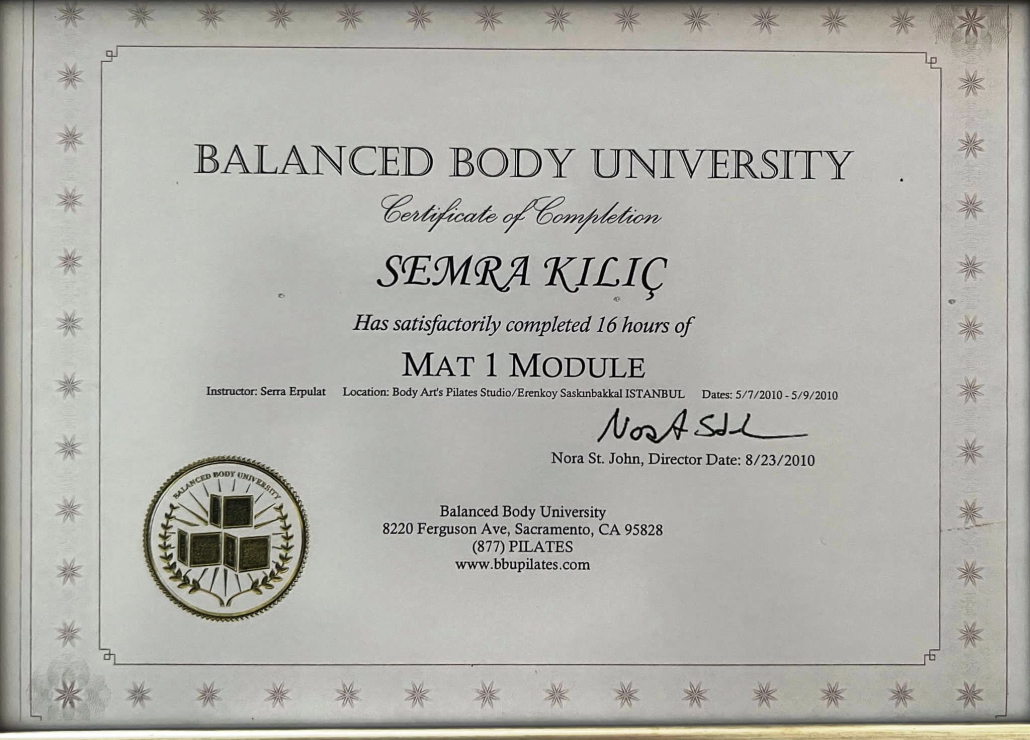 BALANCED BODY UNIVERSITY
Certificate of Completion
SEMRA KILIÇ
Has satisfactorily completed 16 hours of
MAT 1 MODULE
Instructor: Serra Erpulat Location: Body Art's Pilates Studio/Erenkoy Saskınbakkal ISTANBUL Dates: 5/7/2010 - 5/9/2010
Nora St. John, Director Date: 8/23/2010
BALANCED BODY UNIVERSITY
Balanced Body University
8220 Ferguson Ave, Sacramento, CA 95828
(877) PILATES
www.bbupilates.com